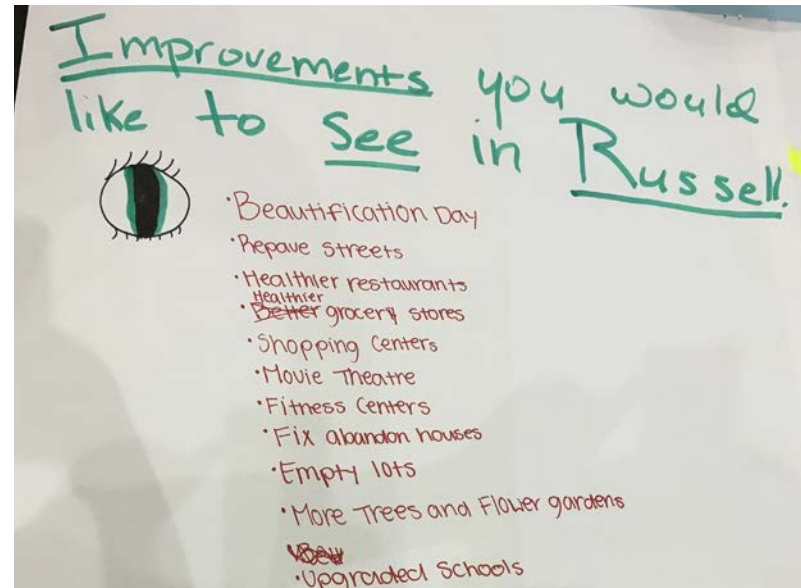 Improvements you would
like to see in Russell.
·Beautification Day
·Repave streets
·Healthier restaurants
·Healthier grocery stores
·Shopping Centers
·Movie Theatre
·Fitness Centers
·Fix abandon houses
·Empty lots
·More Trees and Flower gardens
·Upgraded Schools